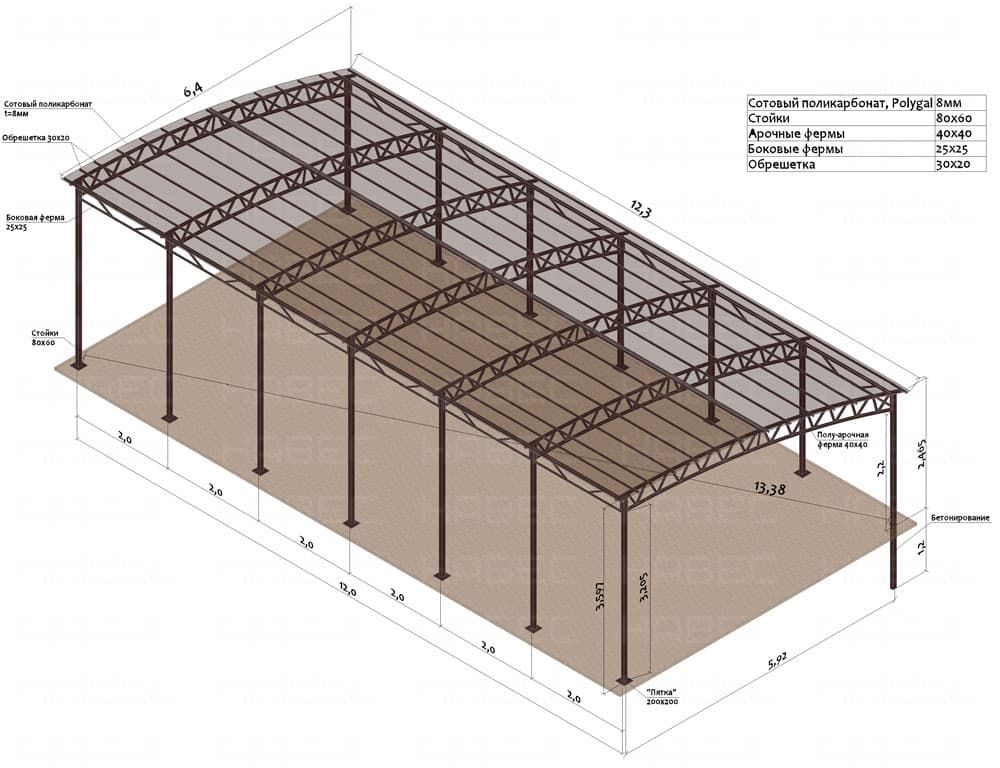 6,4
Сотовый поликарбонат
t=8мм
Обрешетка 30х20
Сотовый поликарбонат, Polygal 8мм
Стойки 80х60
Арочные фермы 40х40
Боковые фермы 25х25
Обрешетка 30х20
12,3
Боковая ферма
25х25
Стойки
80х60
2,0
2,0
2,0
12,0
2,0
2,0
2,0
Полу-арочная
ферма 40х40
2,2
2,465
13,38
Бетонирование
1,2
3,597
3,205
5,92
"Пятка"
200х200
НАВЕС